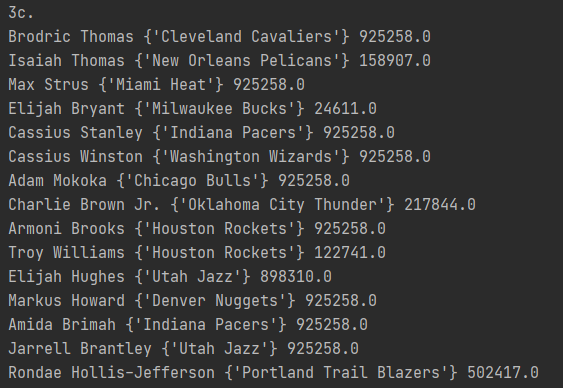 3c.
Brodric Thomas {'Cleveland Cavaliers'} 925258.0
Isaiah Thomas {'New Orleans Pelicans'} 158907.0
Max Strus {'Miami Heat'} 925258.0
Elijah Bryant {'Milwaukee Bucks'} 24611.0
Cassius Stanley {'Indiana Pacers'} 925258.0
Cassius Winston {'Washington Wizards'} 925258.0
Adam Mokoka {'Chicago Bulls'} 925258.0
Charlie Brown Jr. {'Oklahoma City Thunder'} 217844.0
Armoni Brooks {'Houston Rockets'} 925258.0
Troy Williams {'Houston Rockets'} 122741.0
Elijah Hughes {'Utah Jazz'} 898310.0
Markus Howard {'Denver Nuggets'} 925258.0
Amida Brimah {'Indiana Pacers'} 925258.0
Jarrell Brantley {'Utah Jazz'} 925258.0
Rondae Hollis-Jefferson {'Portland Trail Blazers'} 502417.0